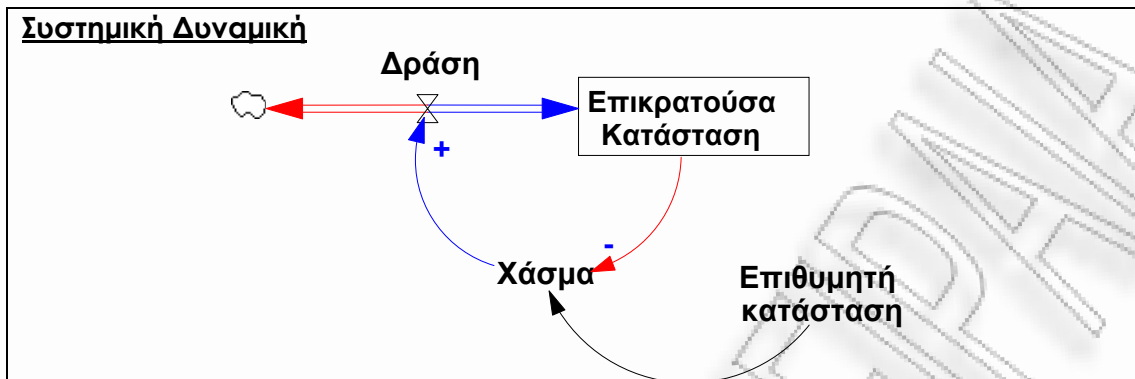 Συστημική Δυναμική
Δράση
Επικρατούσα
Κατάσταση
+
-
Χάσμα
Επιθυμητή
κατάσταση